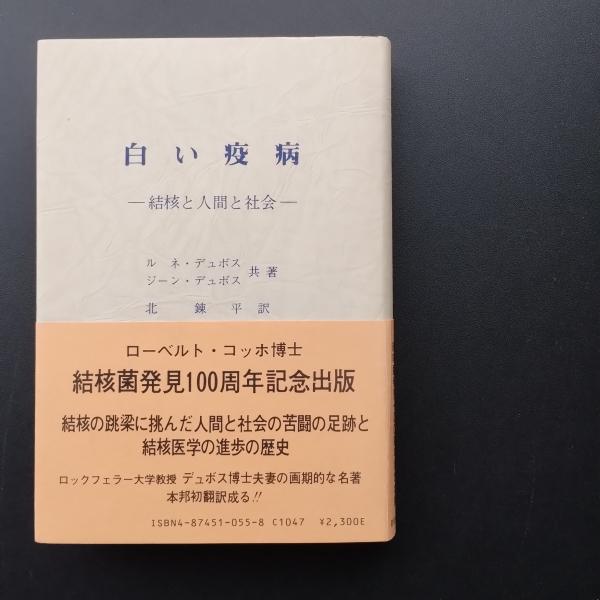 白い疫病
―結核と人間と社会―
ル ネ・デュボス
ジーン・デュボス 共著
北 錬 平 訳
ローベルト・コッホ博士
結核菌発見100周年記念出版
結核の跳梁に挑んだ人間と社会の苦闘の足跡と
結核医学の進歩の歴史
ロックフェラー大学教授 デュボス博士夫妻の画期的な名著
本邦初翻訳成る!!
ISBN4-87451-055-8 C1047 ¥2,300E